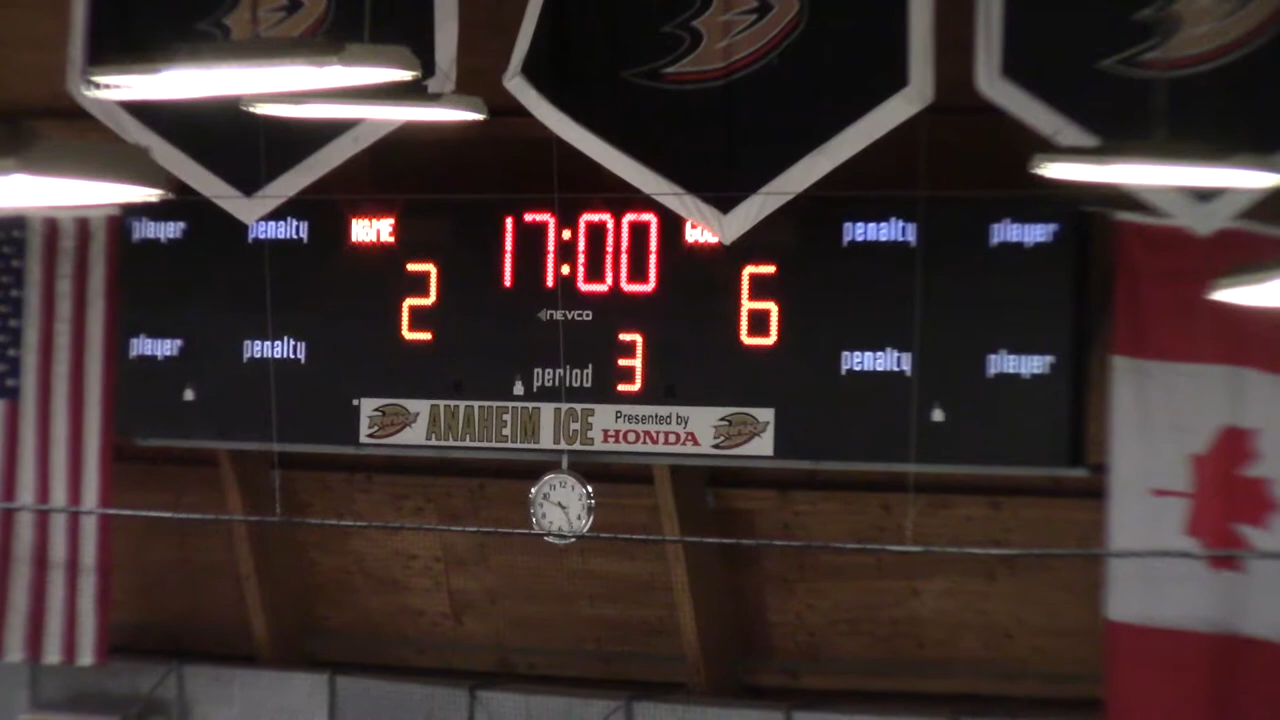 player penalty HOME 17:00 penalty player
2 6
NEVCO
player penalty period 3 penalty player
ANAHEIM ICE Presented by HONDA
12